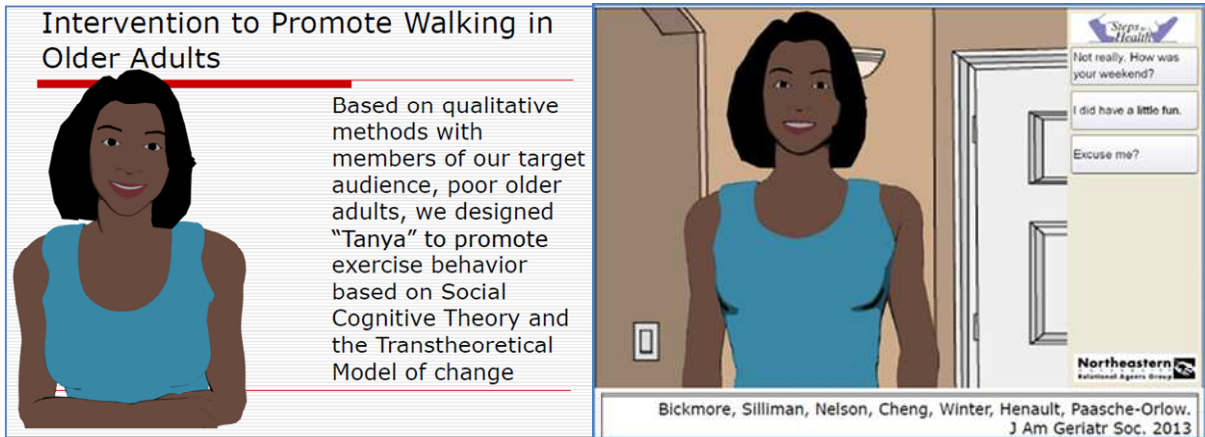 Intervention to Promote Walking in
Older Adults
Based on qualitative
methods with
members of our target
audience, poor older
adults, we designed
“Tanya” to promote
exercise behavior
based on Social
Cognitive Theory and
the Transtheoretical
Model of change
Steps to
Health
Not really. How was
your weekend?
I did have a little fun.
Excuse me?
Northeastern
Relational Agents Group
Bickmore, Silliman, Nelson, Cheng, Winter, Henault, Paasche-Orlow.
J Am Geriatr Soc. 2013